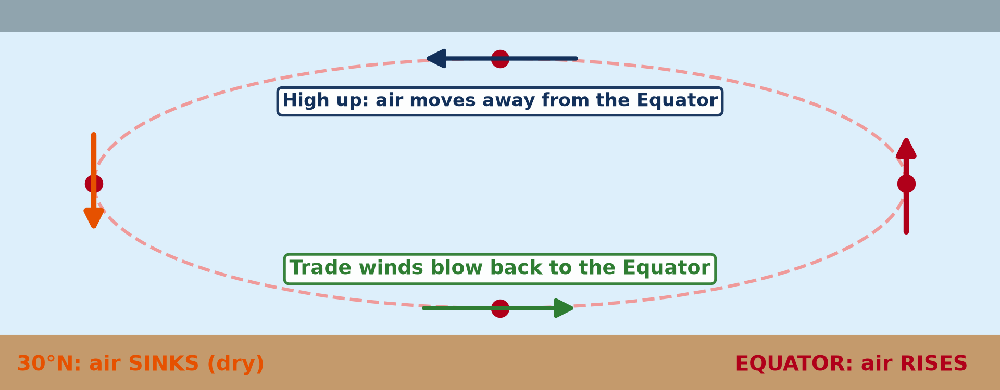 High up: air moves away from the Equator
Trade winds blow back to the Equator
30°N: air SINKS (dry)
EQUATOR: air RISES